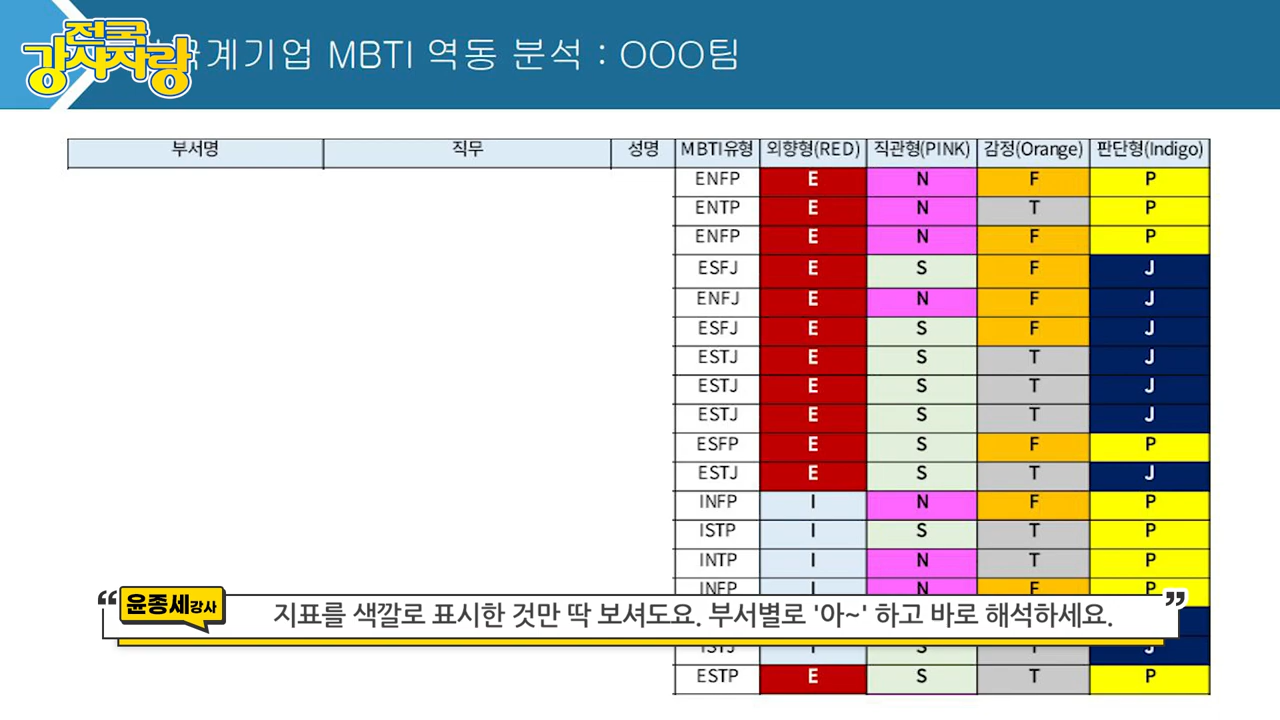 전국
강사자랑
국계기업 MBTI 역동 분석 : OOO팀
부서명 직무 성명 MBTI유형 외향형(RED) 직관형(PINK) 감정(Orange) 판단형(Indigo)
ENFP E N F P
ENTP E N T P
ENFP E N F P
ESFJ E S F J
ENFJ E N F J
ESFJ E S F J
ESTJ E S T J
ESTJ E S T J
ESTJ E S T J
ESFP E S F P
ESTJ E S T J
INFP I N F P
ISTP I S T P
INTP I N T P
INFP I N F P
“ 윤종세강사 지표를 색깔로 표시한 것만 딱 보셔도요. 부서별로 '아~' 하고 바로 해석하세요. ”
ISTJ I S T J
ESTP E S T P